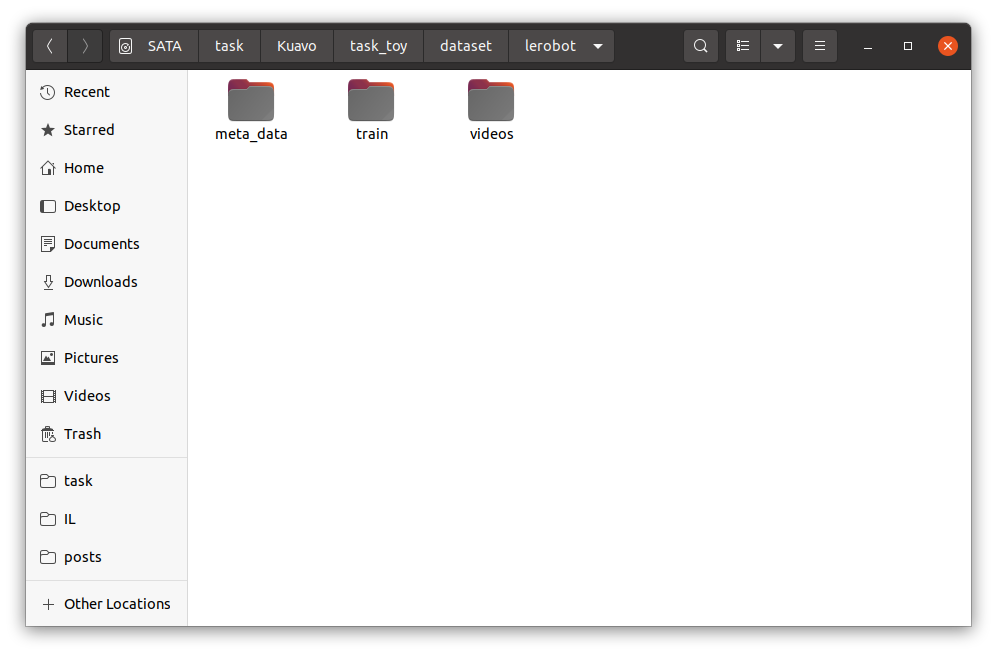 SATA task Kuavo task_toy dataset lerobot
Recent
Starred
Home
Desktop
Documents
Downloads
Music
Pictures
Videos
Trash
task
IL
posts
Other Locations
meta_data train videos